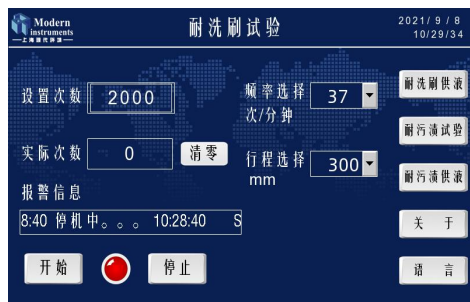 Modern
instruments
上海现代环境
耐洗刷试验
2021/ 9 / 8
10/29/34
设置次数 2000
频率选择 37
次/分钟
耐洗刷供液
耐污渍试验
实际次数 0 清零
行程选择 300
mm
耐污渍供液
报警信息
8:40 停机中。。。 10:28:40 S
关 于
开始 停止
语 言